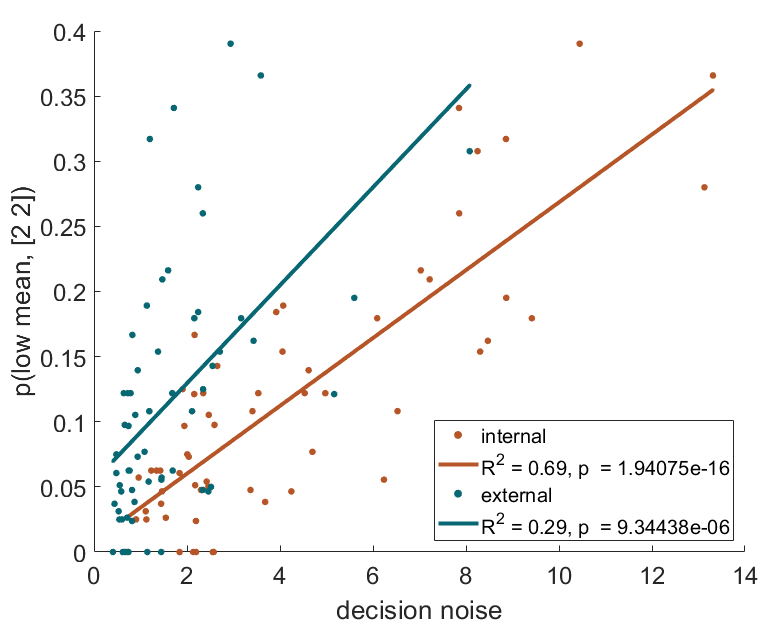 0.4
0.35
0.3
0.25
0.2
0.15
0.1
0.05
0
p(low mean, [2 2])
internal
R² = 0.69, p = 1.94075e-16
external
R² = 0.29, p = 9.34438e-06
0 2 4 6 8 10 12 14
decision noise